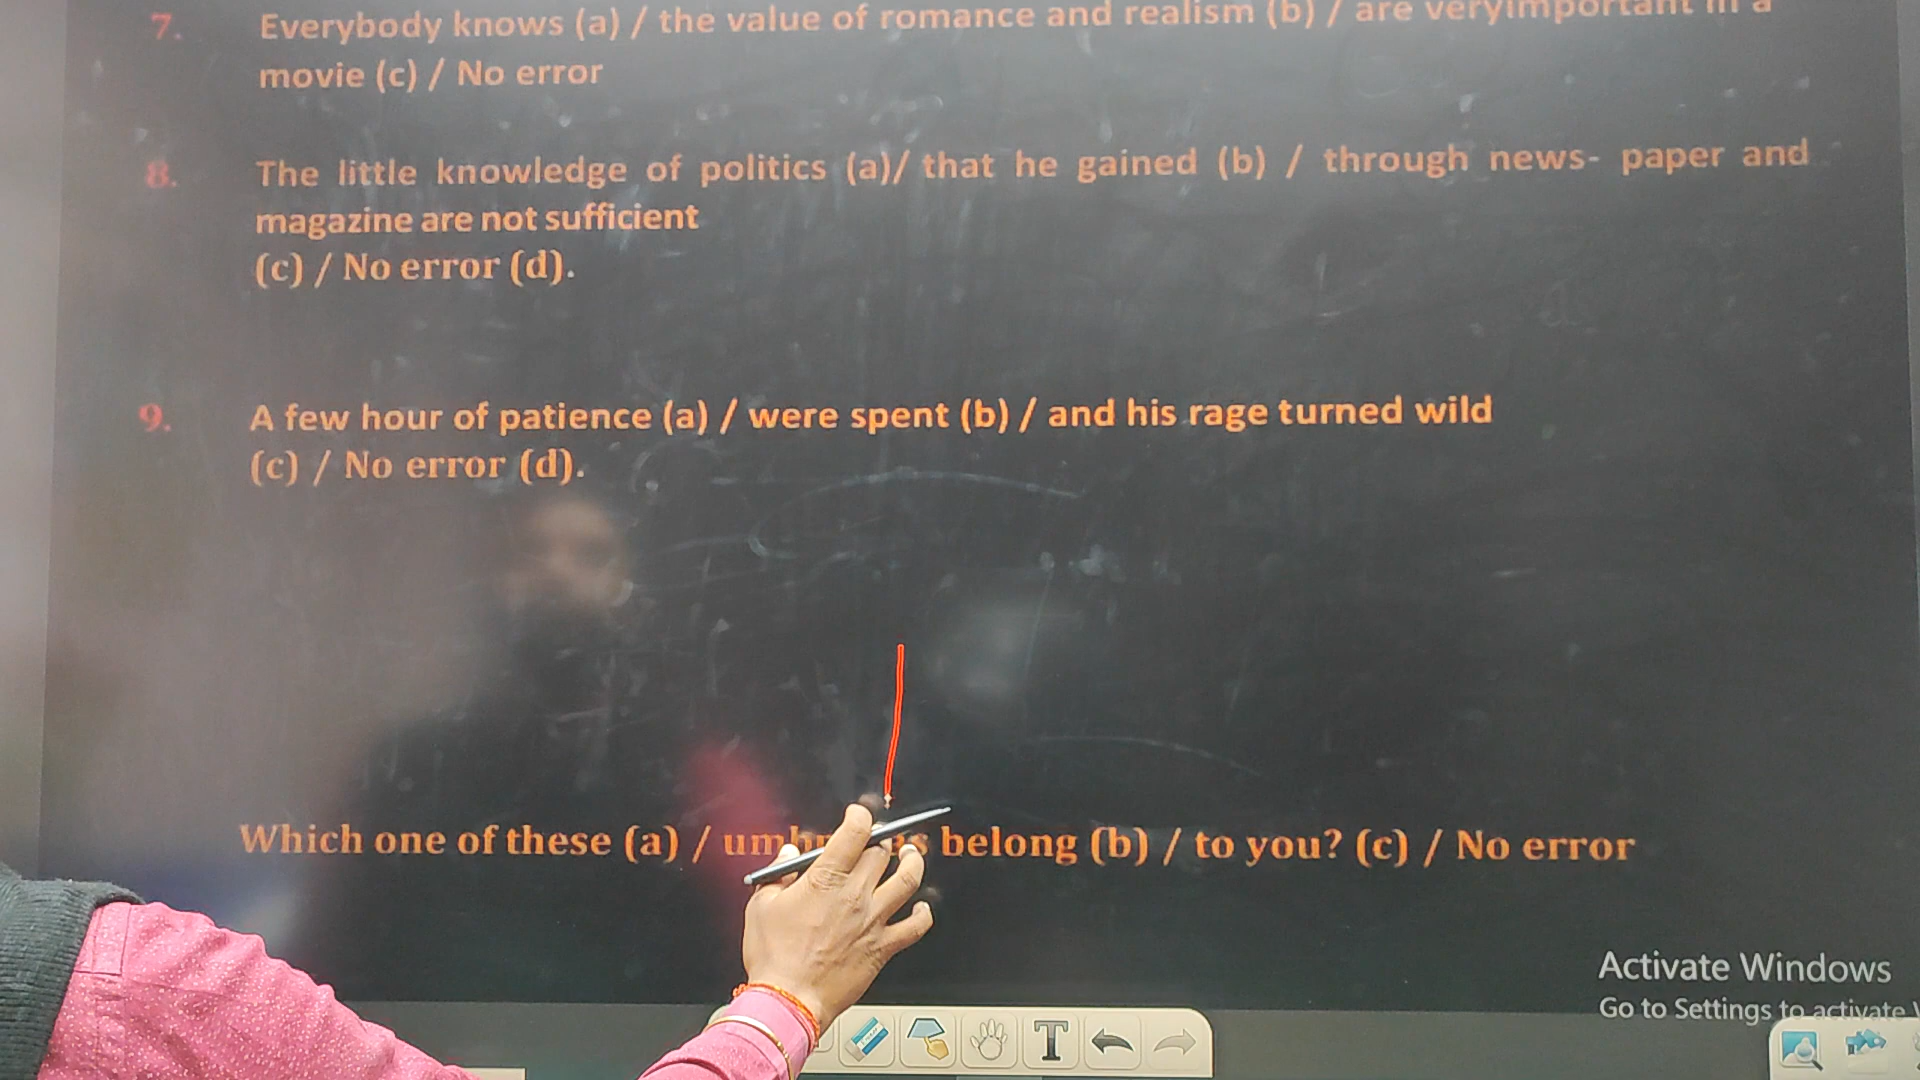 7. Everybody knows (a) / the value of romance and realism (b) / are veryimportant in a
movie (c) / No error
8. The little knowledge of politics (a)/ that he gained (b) / through news- paper and
magazine are not sufficient
(c) / No error (d).
9. A few hour of patience (a) / were spent (b) / and his rage turned wild
(c) / No error (d).
Which one of these (a) / belong (b) / to you? (c) / No error
Activate Windows
Go to Settings to activate
T